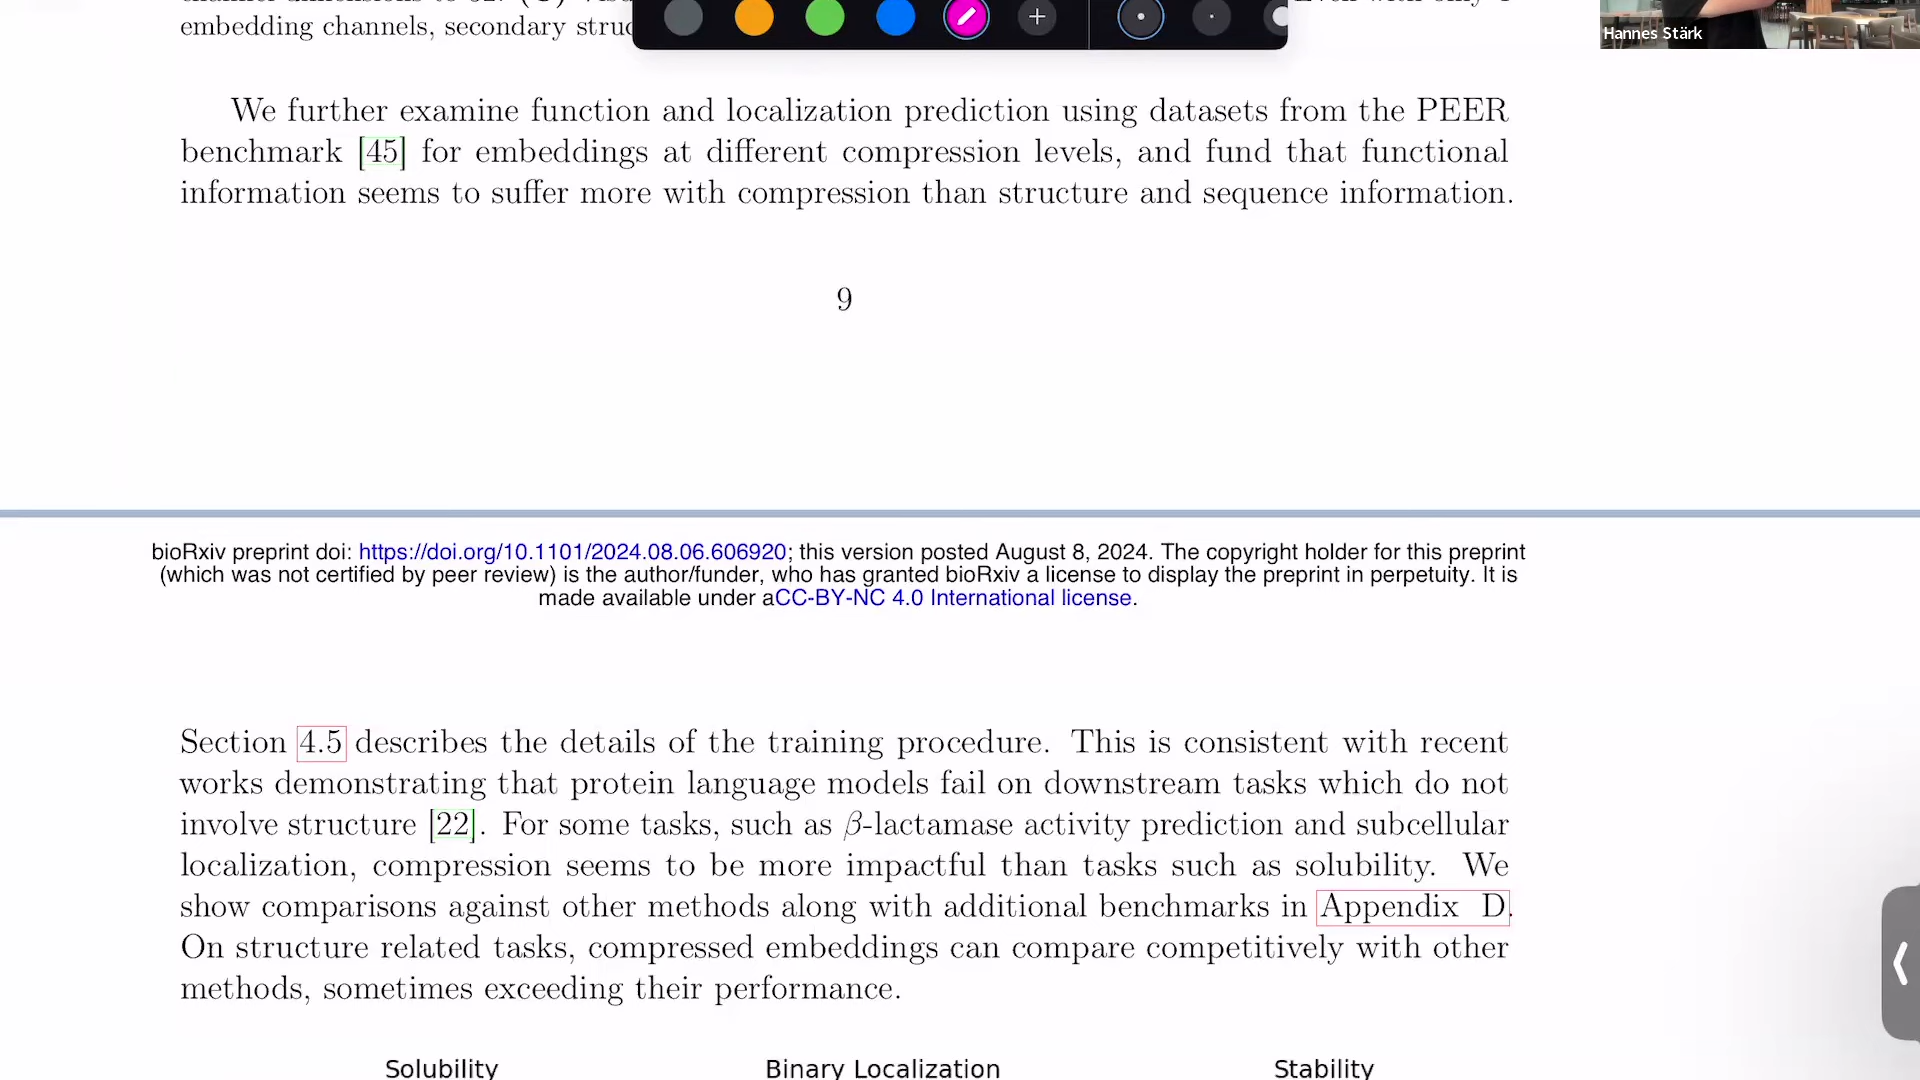 embedding channels, secondary
Hannes Stärk
We further examine function and localization prediction using datasets from the PEER
benchmark [45] for embeddings at different compression levels, and fund that functional
information seems to suffer more with compression than structure and sequence information.
9
bioRxiv preprint doi: https://doi.org/10.1101/2024.08.06.606920; this version posted August 8, 2024. The copyright holder for this preprint
(which was not certified by peer review) is the author/funder, who has granted bioRxiv a license to display the preprint in perpetuity. It is
made available under aCC-BY-NC 4.0 International license.
Section 4.5 describes the details of the training procedure. This is consistent with recent
works demonstrating that protein language models fail on downstream tasks which do not
involve structure [22]. For some tasks, such as β-lactamase activity prediction and subcellular
localization, compression seems to be more impactful than tasks such as solubility. We
show comparisons against other methods along with additional benchmarks in Appendix D.
On structure related tasks, compressed embeddings can compare competitively with other
methods, sometimes exceeding their performance.
Solubility
Binary Localization
Stability